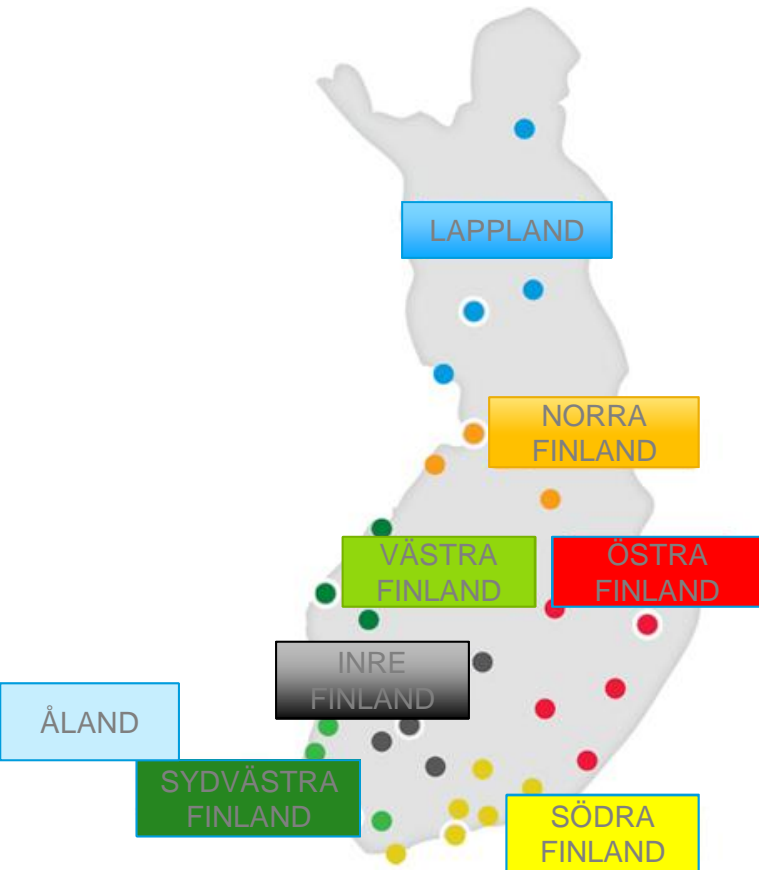 LAPPLAND
NORRA
FINLAND
VÄSTRA
FINLAND
ÖSTRA
FINLAND
INRE
FINLAND
ÅLAND
SYDVÄSTRA
FINLAND
SÖDRA
FINLAND